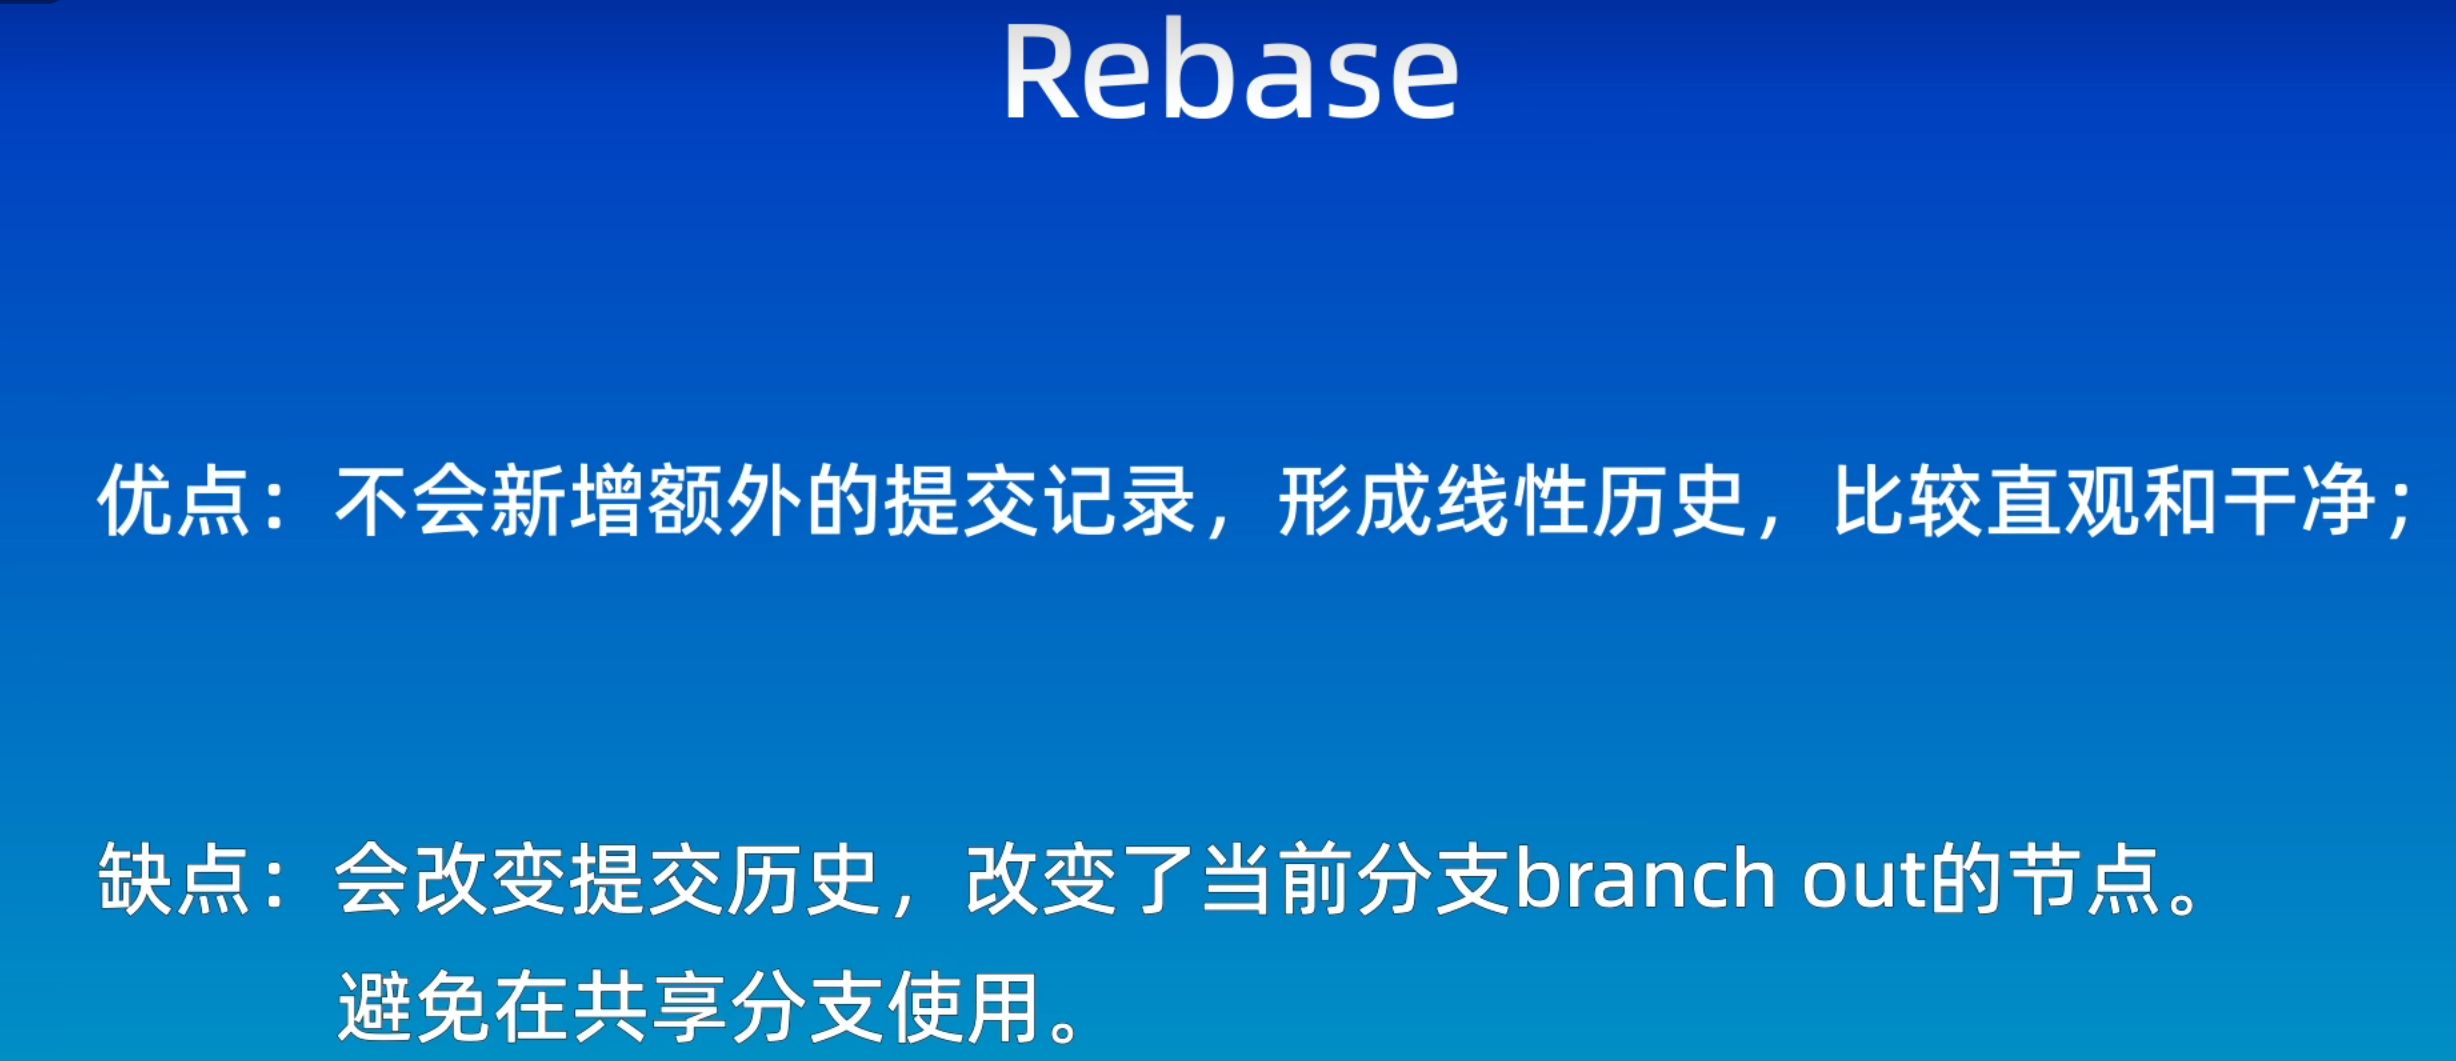 Rebase
优点：不会新增额外的提交记录，形成线性历史，比较直观和干净；
缺点：会改变提交历史，改变了当前分支branch out的节点。
避免在共享分支使用。